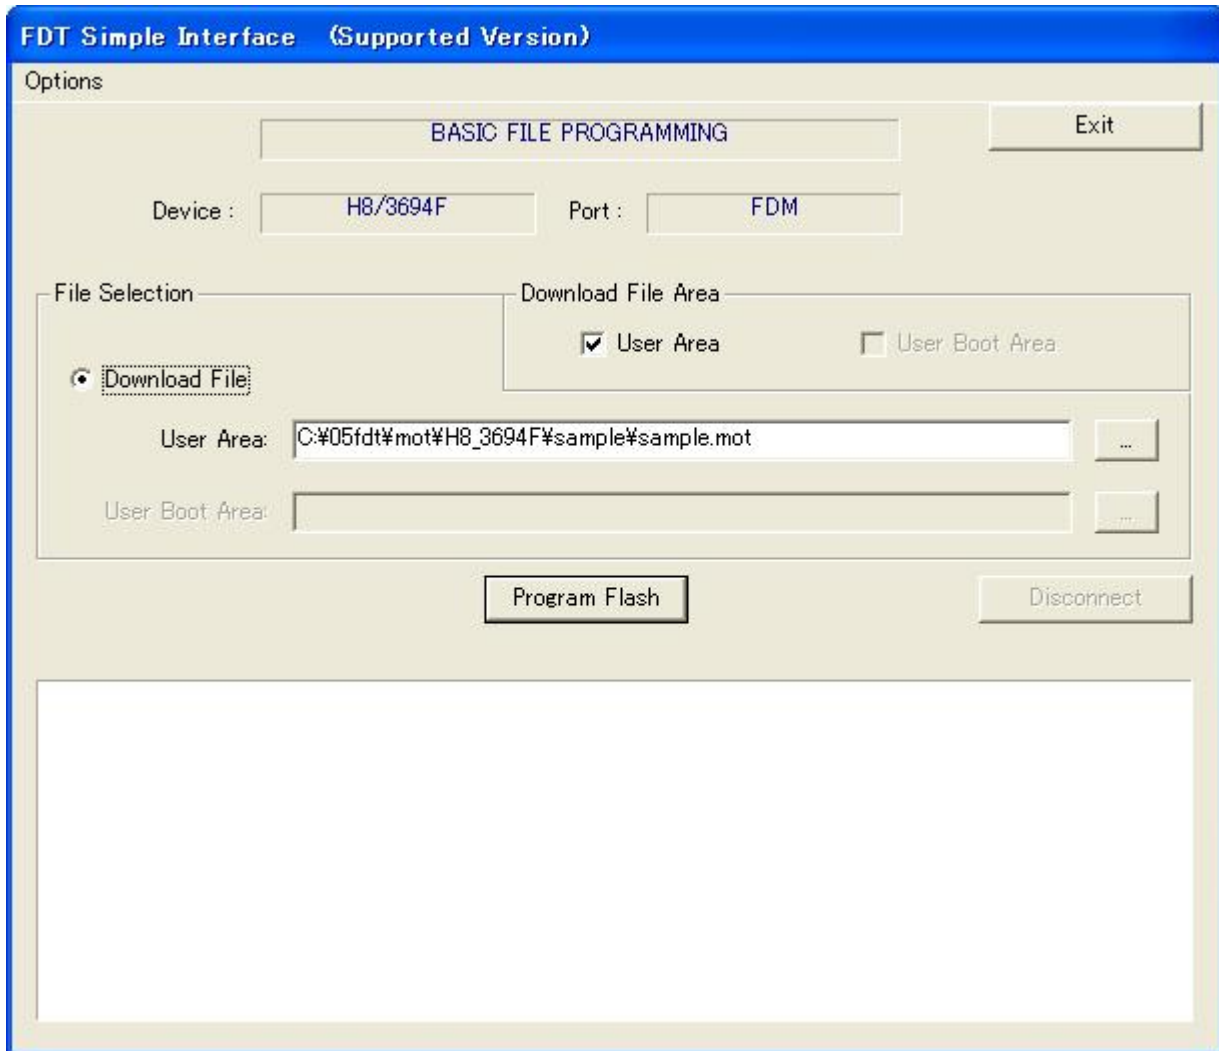 FDT Simple Interface (Supported Version)
Options
BASIC FILE PROGRAMMING
Exit
Device : H8/3694F Port : FDM
File Selection
Download File Area
User Area User Boot Area
Download File
User Area: C:¥05fdt¥mot¥H8_3694F¥sample¥sample.mot ...
User Boot Area: ...
Program Flash Disconnect